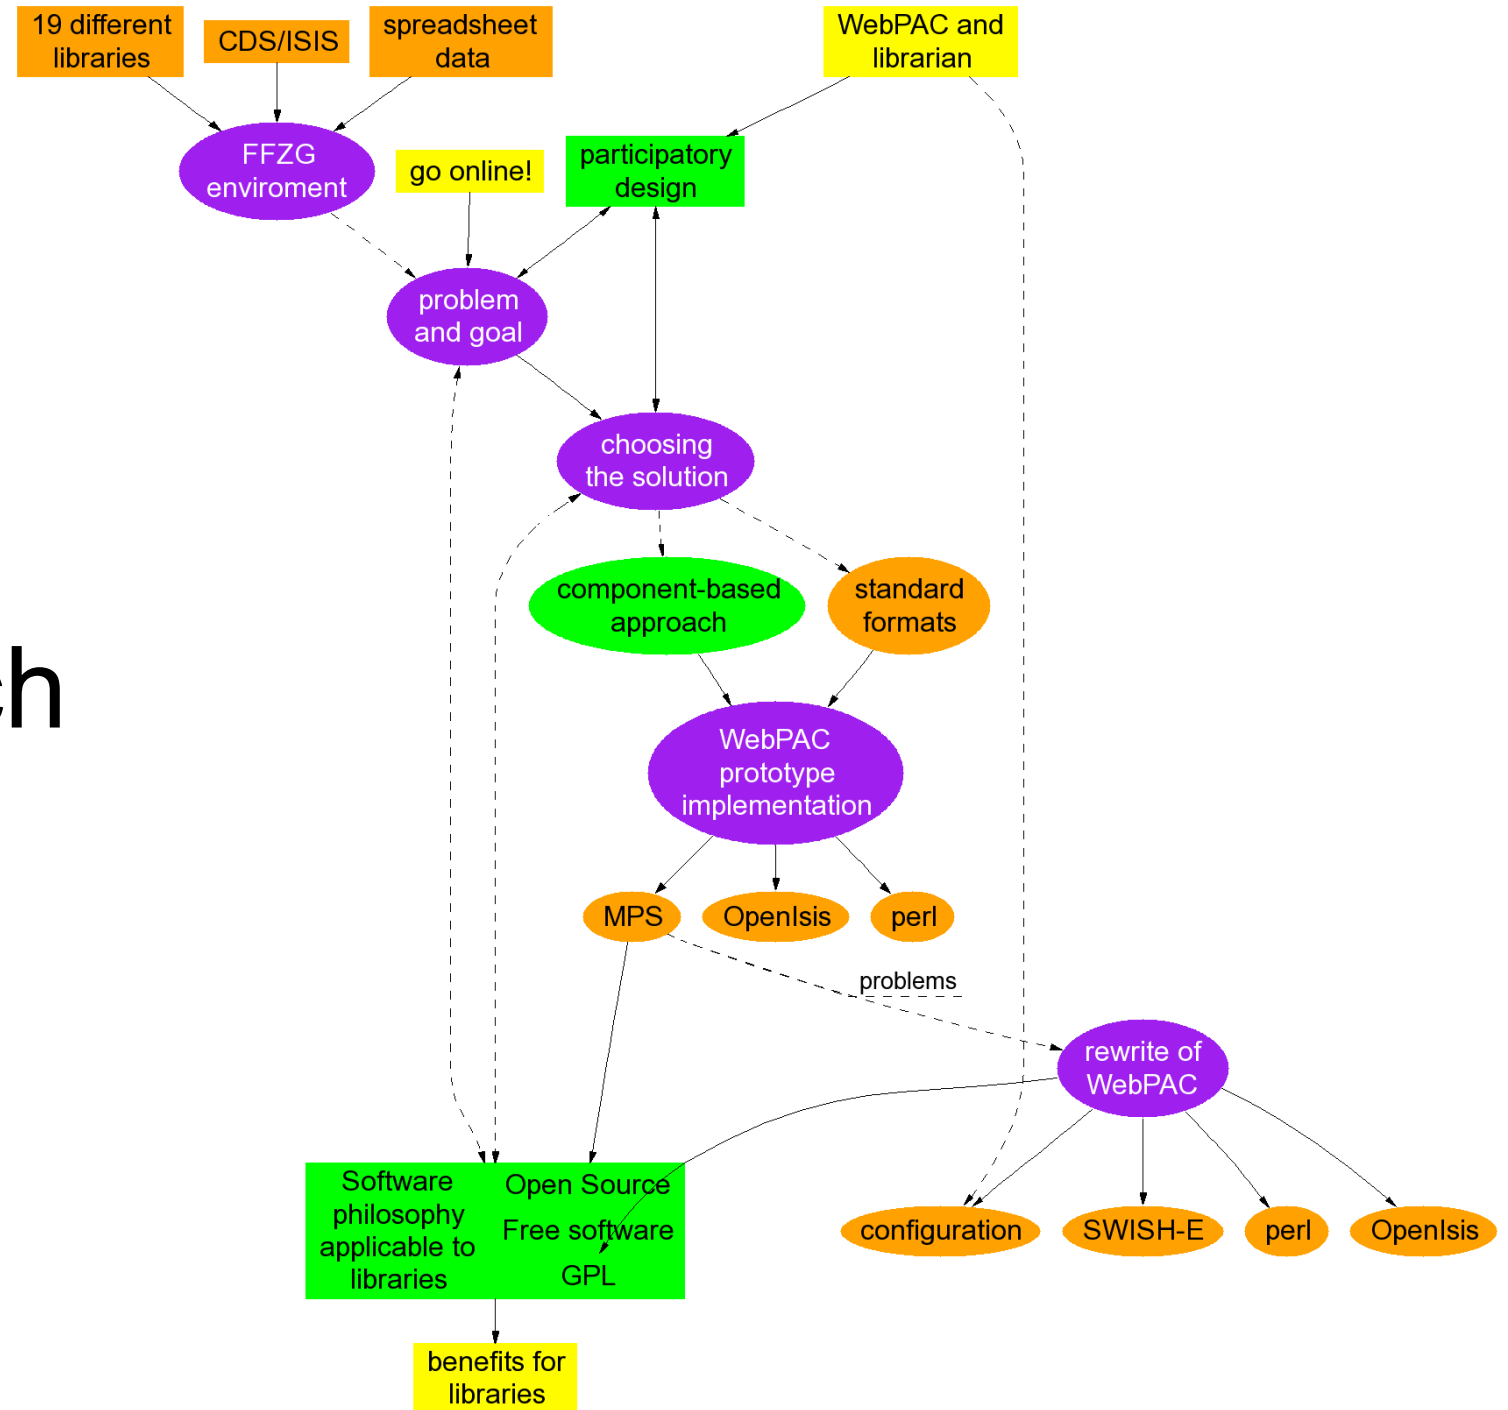 19 different
libraries
CDS/ISIS
spreadsheet
data
WebPAC and
librarian
FFZG
enviroment
go online!
participatory
design
problem
and goal
choosing
the solution
component-based
approach
standard
formats
ch
WebPAC
prototype
implementation
MPS
OpenIsis
perl
problems
rewrite of
WebPAC
Software
philosophy
applicable to
libraries
Open Source
Free software
GPL
configuration
SWISH-E
perl
OpenIsis
benefits for
libraries